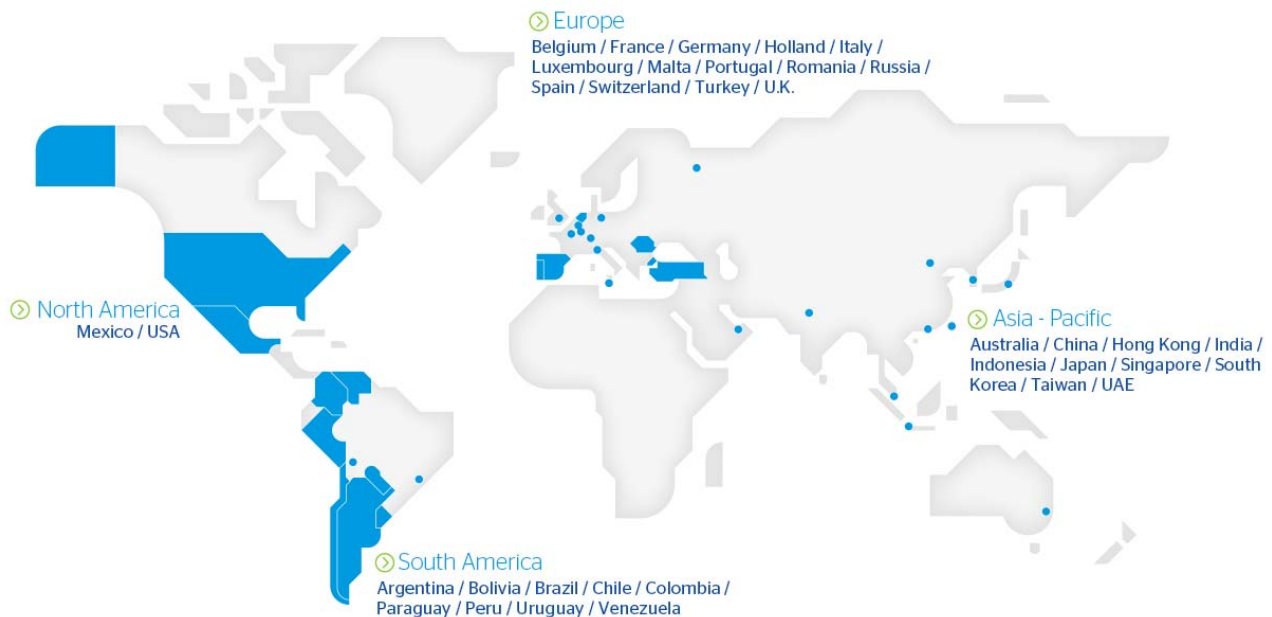 Europe
Belgium / France / Germany / Holland / Italy /
Luxembourg / Malta / Portugal / Romania / Russia /
Spain / Switzerland / Turkey / U.K.
North America
Mexico / USA
Asia - Pacific
Australia / China / Hong Kong / India /
Indonesia / Japan / Singapore / South
Korea / Taiwan / UAE
South America
Argentina / Bolivia / Brazil / Chile / Colombia /
Paraguay / Peru / Uruguay / Venezuela